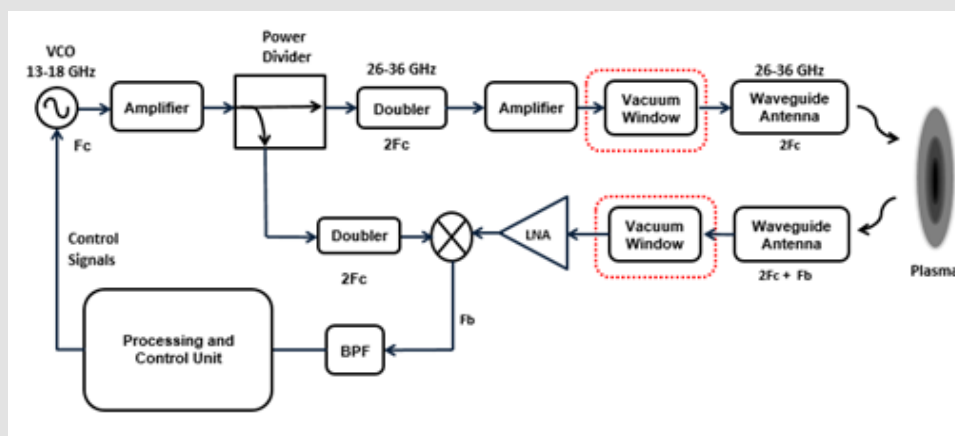 VCO
13-18 GHz
Power
Divider
26-36 GHz
26-36 GHz
Amplifier
Doubler
Amplifier
Vacuum
Window
Waveguide
Antenna
Fc
2Fc
2Fc
Control
Signals
Doubler
LNA
Vacuum
Window
Waveguide
Antenna
2Fc
2Fc + Fb
Plasma
Fb
Processing and
Control Unit
BPF